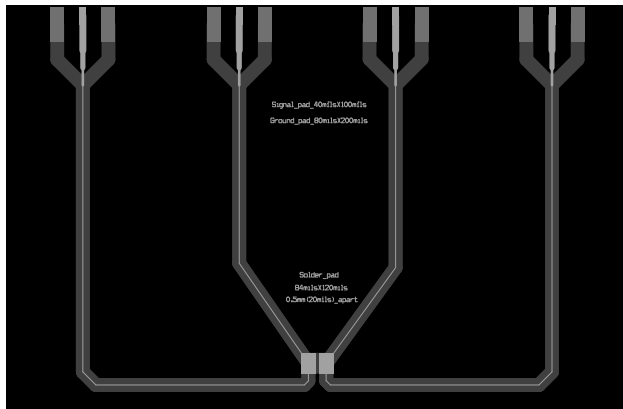 Signal_pad_40milsX100mils
Ground_pad_80milsX200mils
Solder_pad
84milsX120mils
0.5mm(20mils)_apart